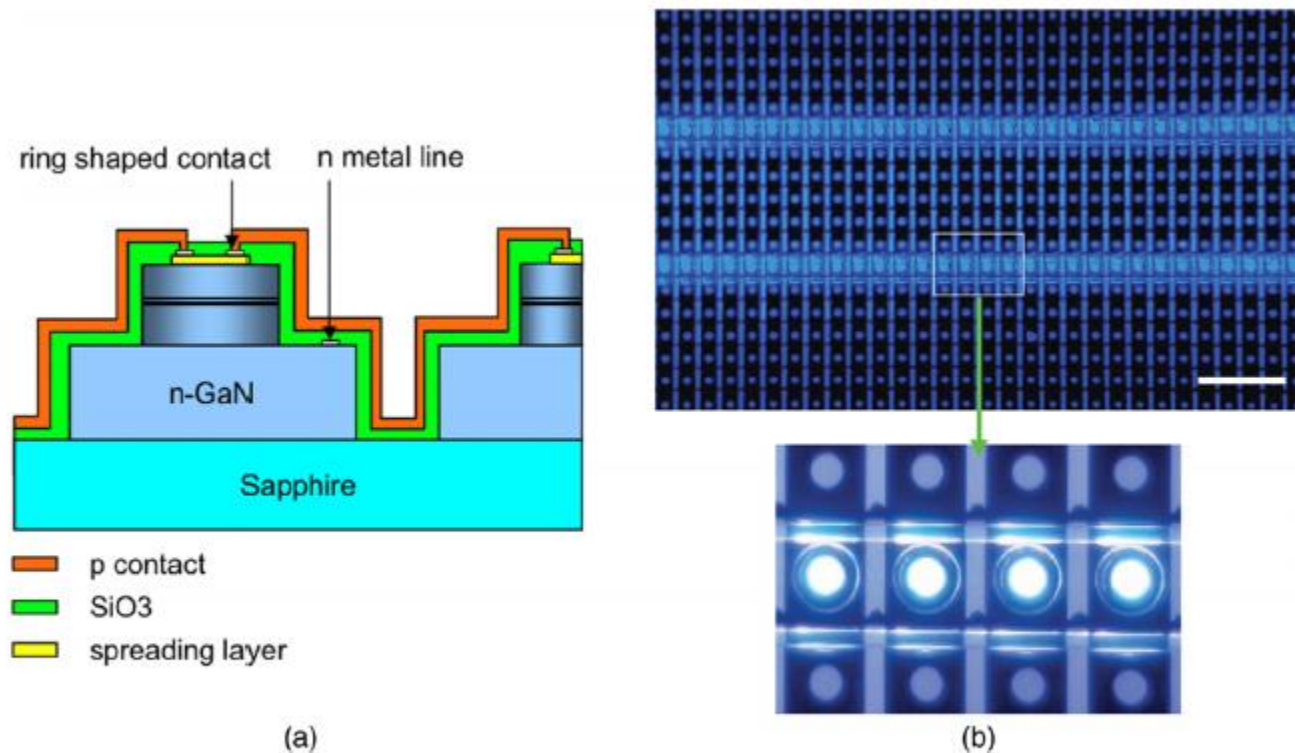 ring shaped contact
n metal line
n-GaN
Sapphire
p contact
SiO3
spreading layer
(a)
(b)